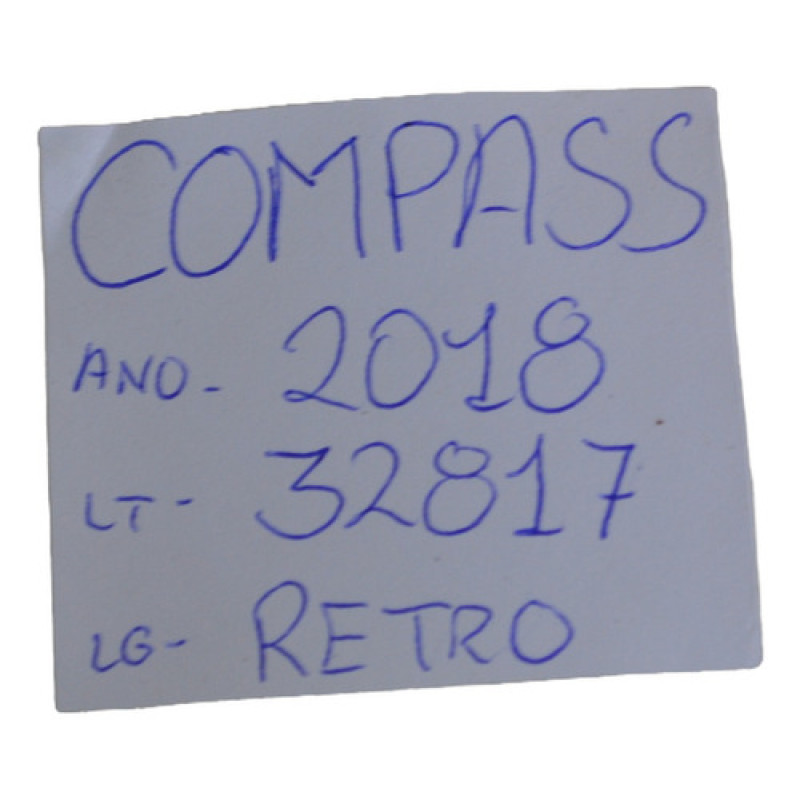 COMPASS
ANO- 2018
LT- 32817
LG- RETRO